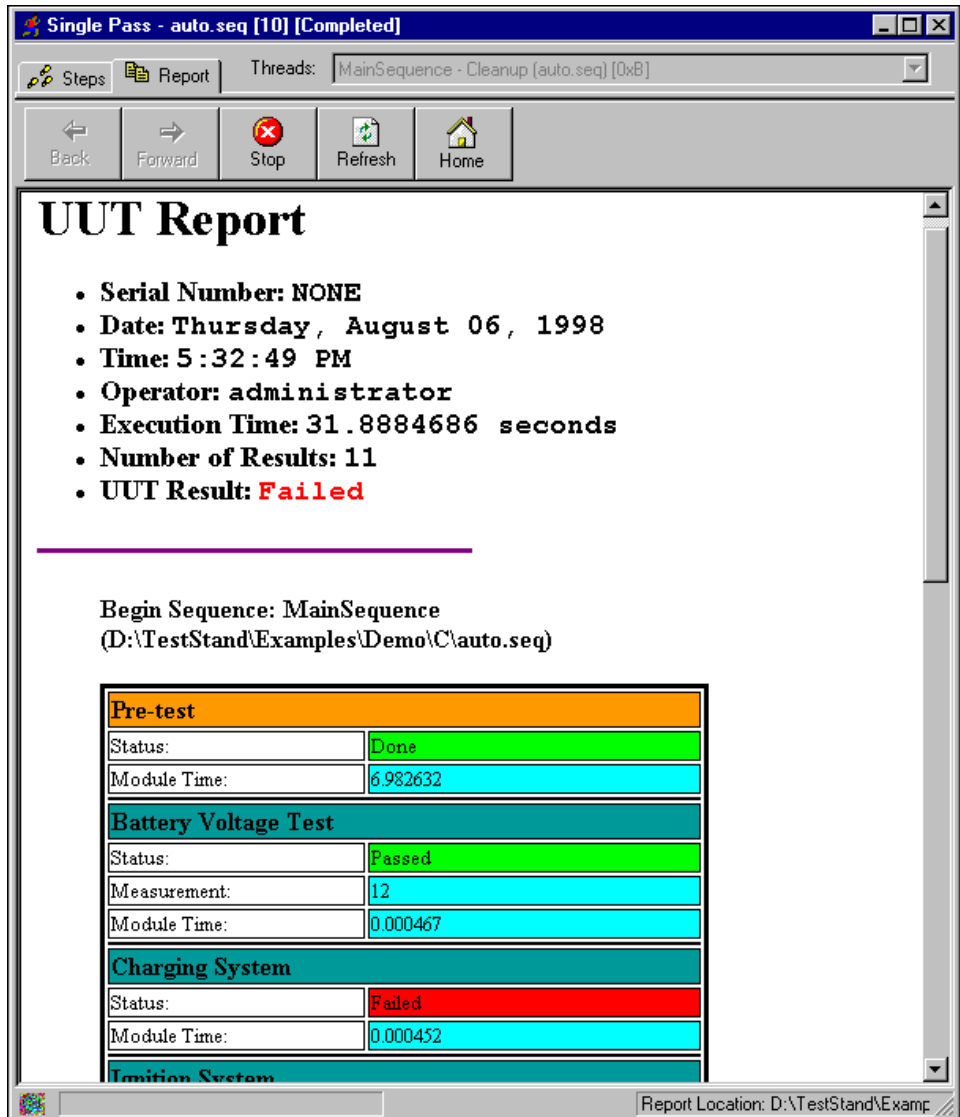 Single Pass - auto.seq [10] [Completed]
Steps Report Threads: MainSequence - Cleanup (auto.seq) [0xB]
Back Forward Stop Refresh Home
UUT Report
• Serial Number: NONE
• Date: Thursday, August 06, 1998
• Time: 5:32:49 PM
• Operator: administrator
• Execution Time: 31.8884686 seconds
• Number of Results: 11
• UUT Result: Failed
Begin Sequence: MainSequence
(D:\TestStand\Examples\Demo\C\auto.seq)
Pre-test
Status: Done
Module Time: 6.982632
Battery Voltage Test
Status: Passed
Measurement: 12
Module Time: 0.000467
Charging System
Status: Failed
Module Time: 0.000452
Ignition System
Report Location: D:\TestStand\Examp